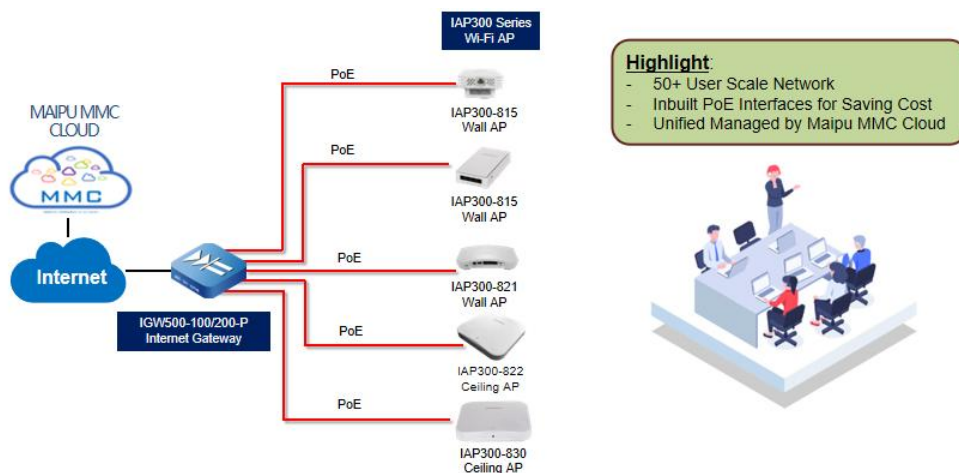 IAP300 Series
Wi-Fi AP
PoE
IAP300-815
Wall AP
MAIPU MMC
CLOUD
MMC
PoE
IAP300-815
Wall AP
Internet
PoE
IAP300-821
Wall AP
IGW500-100/200-P
Internet Gateway
PoE
IAP300-822
Ceiling AP
PoE
IAP300-830
Ceiling AP
Highlight:
- 50+ User Scale Network
- Inbuilt PoE Interfaces for Saving Cost
- Unified Managed by Maipu MMC Cloud